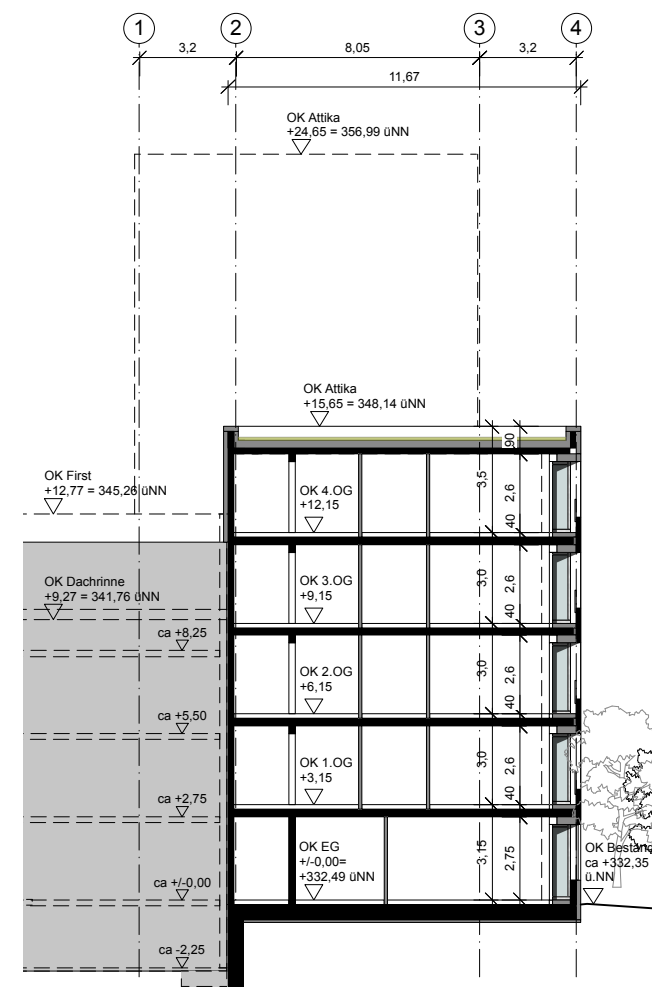 1
2
3
4
3,2
8,05
3,2
11,67
OK Attika
+24,65 = 356,99 üNN
OK Attika
+15,65 = 348,14 üNN
90
OK First
+12,77 = 345,26 üNN
OK 4.OG
+12,15
3,5
2,6
40
OK Dachrinne
+9,27 = 341,76 üNN
OK 3.OG
+9,15
3,0
2,6
40
ca +8,25
OK 2.OG
+6,15
3,0
2,6
40
ca +5,50
OK 1.OG
+3,15
3,0
2,6
40
ca +2,75
OK EG
+/-0,00=
+332,49 üNN
3,15
2,75
OK Bestand
ca +332,35
ü.NN
ca +/-0,00
ca -2,25